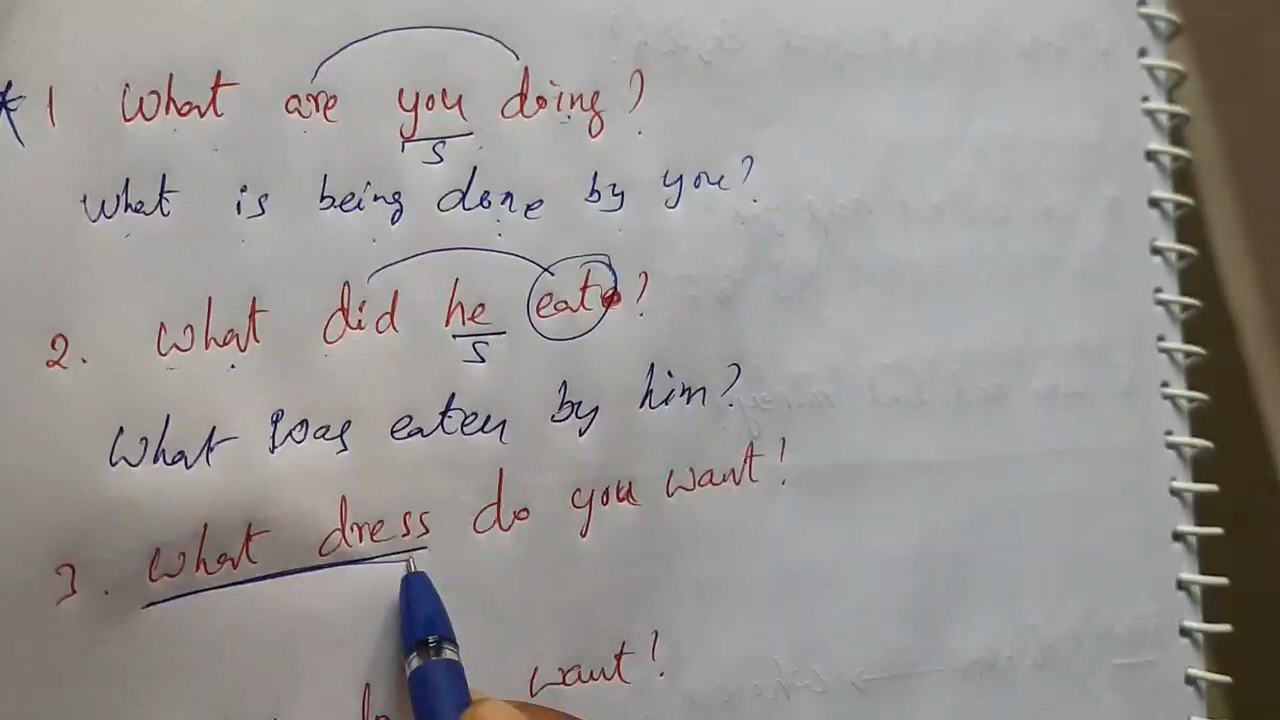 * 1 What are you doing?
S
What is being done by you?
2. What did he eat?
S
What was eaten by him?
3. What dress do you want!
want!